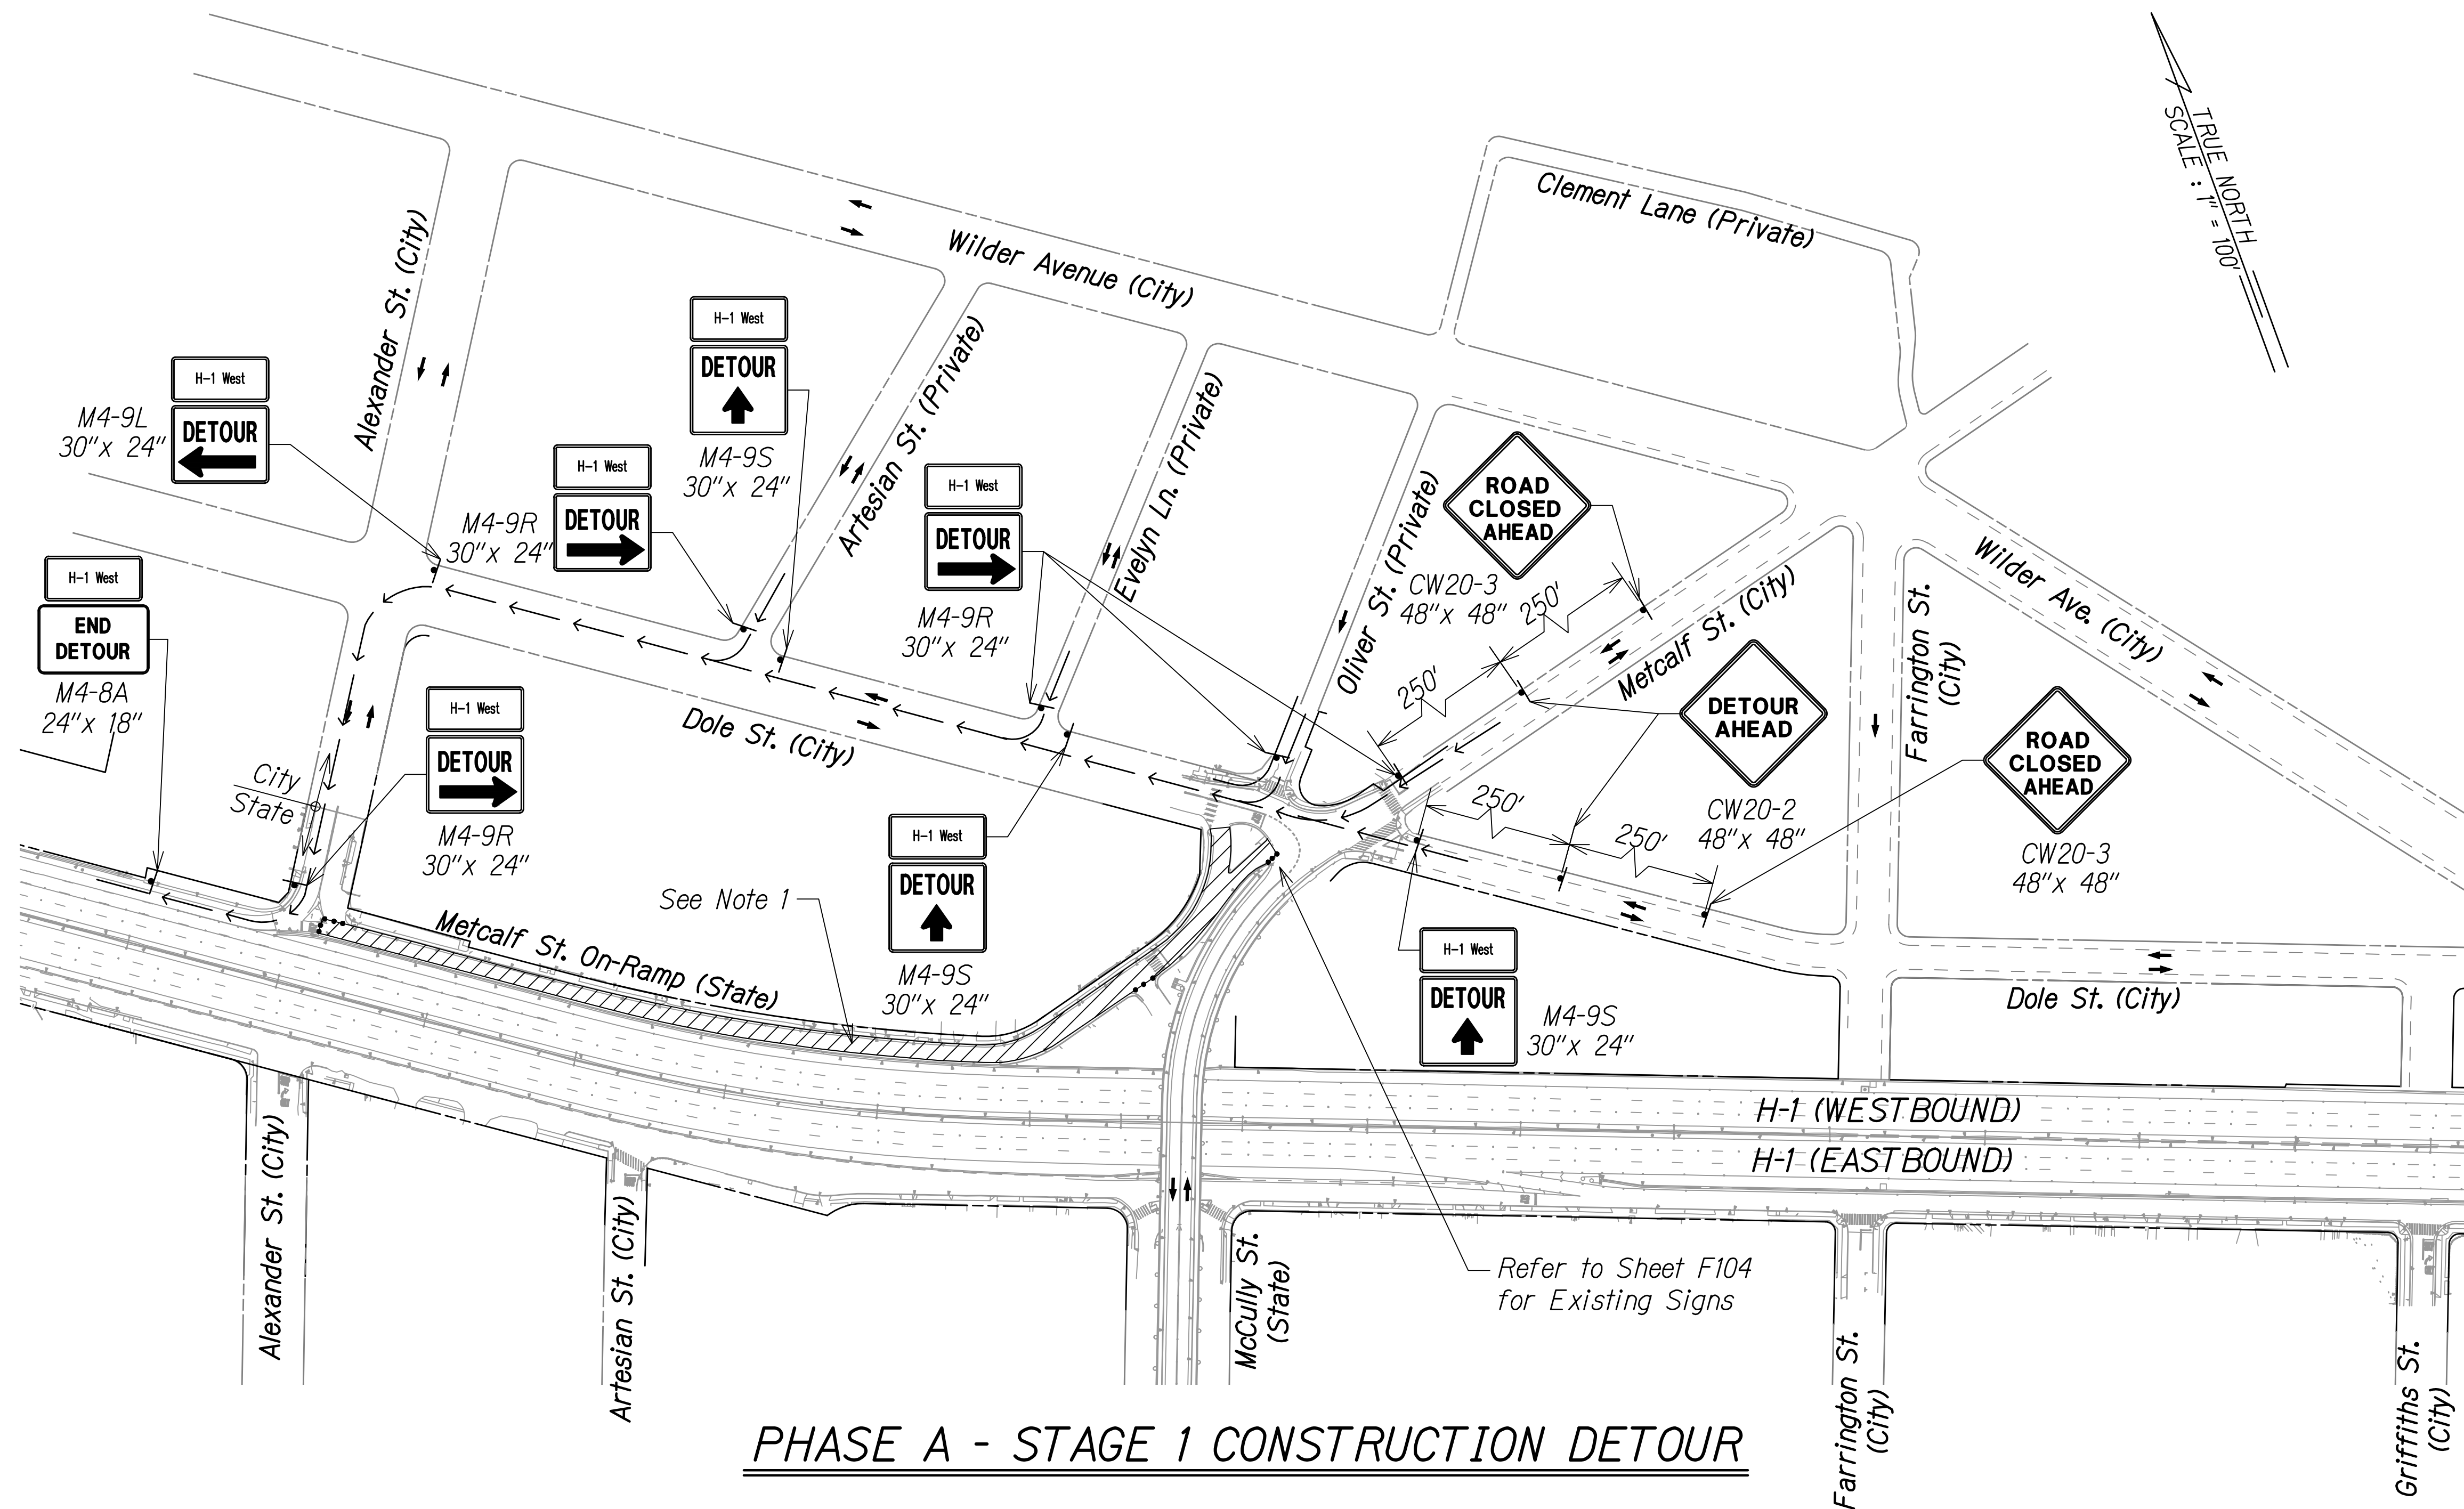 TRUE NORTH
SCALE : 1" = 100'
Clement Lane (Private)
Wilder Avenue (City)
Alexander St. (City)
H-1 West
DETOUR
M4-9S
30"x 24"
H-1 West
DETOUR
M4-9L
30"x 24"
Artesian St. (Private)
H-1 West
DETOUR
M4-9R
30"x 24"
Evelyn Ln. (Private)
H-1 West
DETOUR
M4-9R
30"x 24"
Oliver St. (Private)
ROAD
CLOSED
AHEAD
CW20-3
48"x 48"
250'
250'
Metcalf St. (City)
Farrington St.
(City)
Wilder Ave. (City)
DETOUR
AHEAD
CW20-2
48"x 48"
ROAD
CLOSED
AHEAD
CW20-3
48"x 48"
250'
250'
H-1 West
END
DETOUR
M4-8A
24"x 18"
City
State
H-1 West
DETOUR
M4-9R
30"x 24"
Dole St. (City)
See Note 1
Metcalf St. On-Ramp (State)
H-1 West
DETOUR
M4-9S
30"x 24"
H-1 West
DETOUR
M4-9S
30"x 24"
Dole St. (City)
H-1 (WESTBOUND)
H-1 (EASTBOUND)
Alexander St. (City)
Artesian St. (City)
McCully St.
(State)
Refer to Sheet F104
for Existing Signs
Farrington St.
(City)
Griffiths St.
(City)
PHASE A - STAGE 1 CONSTRUCTION DETOUR